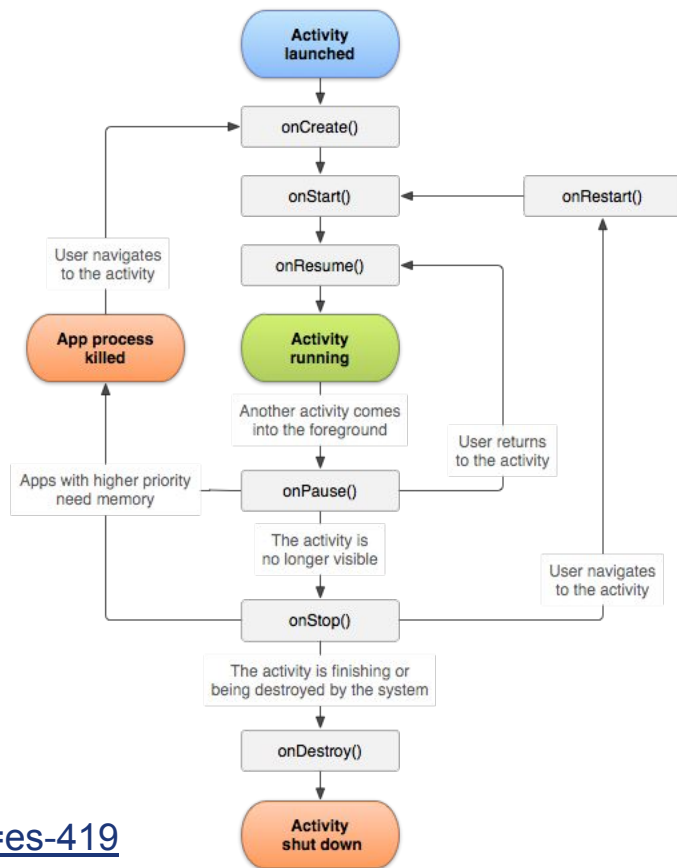 Activity
launched
onCreate()
onStart()
onRestart()
User navigates
to the activity
onResume()
App process
killed
Activity
running
Another activity comes
into the foreground
User returns
to the activity
Apps with higher priority
need memory
onPause()
The activity is
no longer visible
User navigates
to the activity
onStop()
The activity is finishing or
being destroyed by the system
onDestroy()
=es-419
Activity
shut down